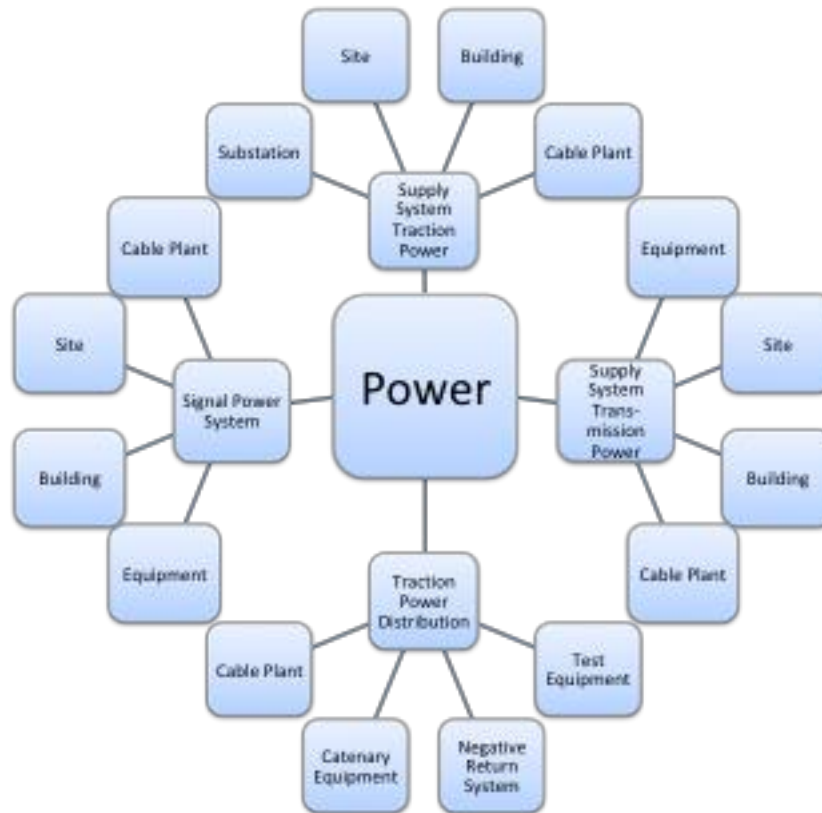 Site
Building
Substation
Cable Plant
Supply
System
Traction
Power
Cable Plant
Equipment
Site
Site
Power
Signal Power
System
Supply
System
Trans-
mission
Power
Building
Building
Equipment
Cable Plant
Traction
Power
Distribution
Cable Plant
Test
Equipment
Catenary
Equipment
Negative
Return
System